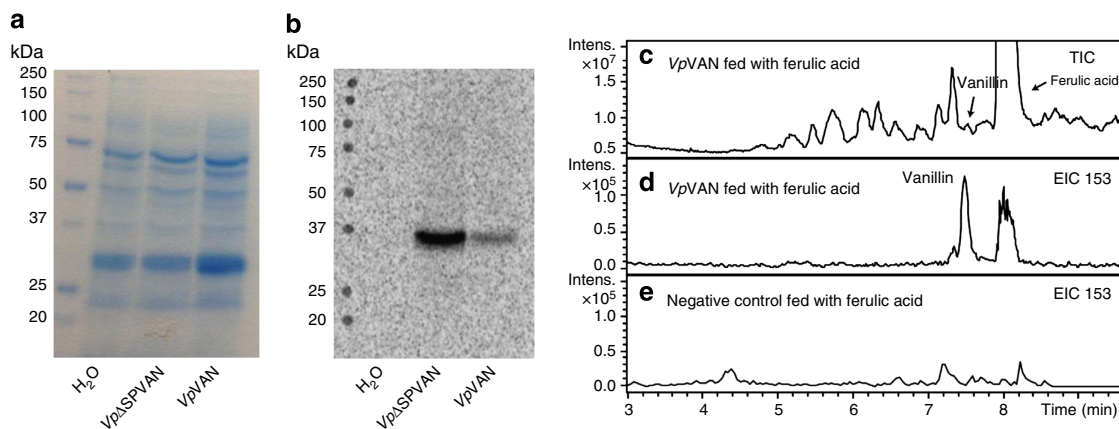 a
kDa
250
150
100
75
50
37
25
20
H2O
VpΔSPVAN
VpVAN
b
kDa
250
150
100
75
50
37
25
20
H2O
VpΔSPVAN
VpVAN
Intens.
×10^7
1.5
1.0
0.5
c
VpVAN fed with ferulic acid
TIC
Vanillin
Ferulic acid
Intens.
×10^5
1.0
0.5
0.0
d
VpVAN fed with ferulic acid
Vanillin
EIC 153
Intens.
×10^5
1.0
0.5
0.0
e
Negative control fed with ferulic acid
EIC 153
3 4 5 6 7 8 Time (min)